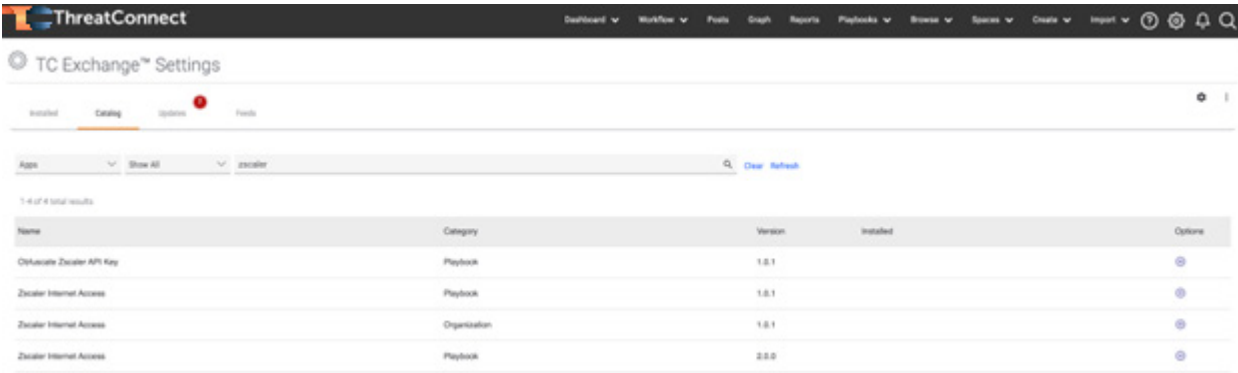 ThreatConnect
Dashboard Workflow Posts Graph Reports Playbooks Browse Spaces Create Import
TC Exchange™ Settings
Installed Catalog Updates Feeds
Apps Show All zscaler Clear Refresh
1-4 of 4 total results
Name Category Version Installed Options
Obfuscate Zscaler API Key Playbook 1.0.1
Zscaler Internet Access Playbook 1.0.1
Zscaler Internet Access Organization 1.0.1
Zscaler Internet Access Playbook 2.0.0